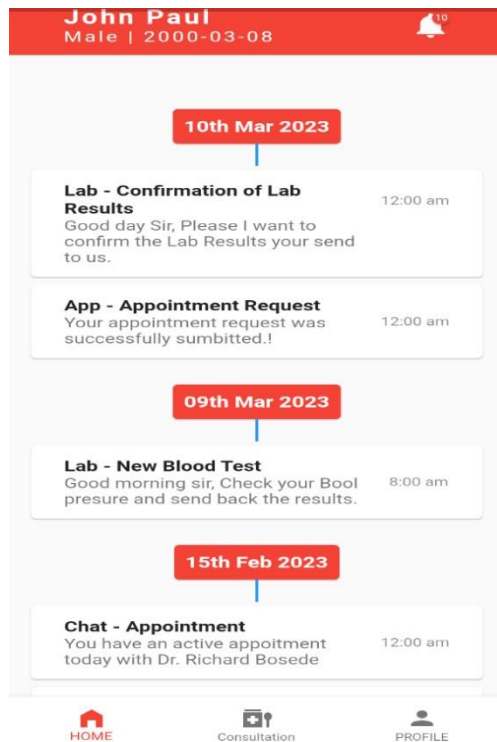 John Paul
Male | 2000-03-08
10
10th Mar 2023
Lab - Confirmation of Lab
Results
12:00 am
Good day Sir, Please I want to
confirm the Lab Results your send
to us.
App - Appointment Request
Your appointment request was
12:00 am
successfully sumbitted.!
09th Mar 2023
Lab - New Blood Test
Good morning sir, Check your Bool
8:00 am
presure and send back the results.
15th Feb 2023
Chat - Appointment
You have an active appoitment
12:00 am
today with Dr. Richard Bosede
HOME
Consultation
PROFILE